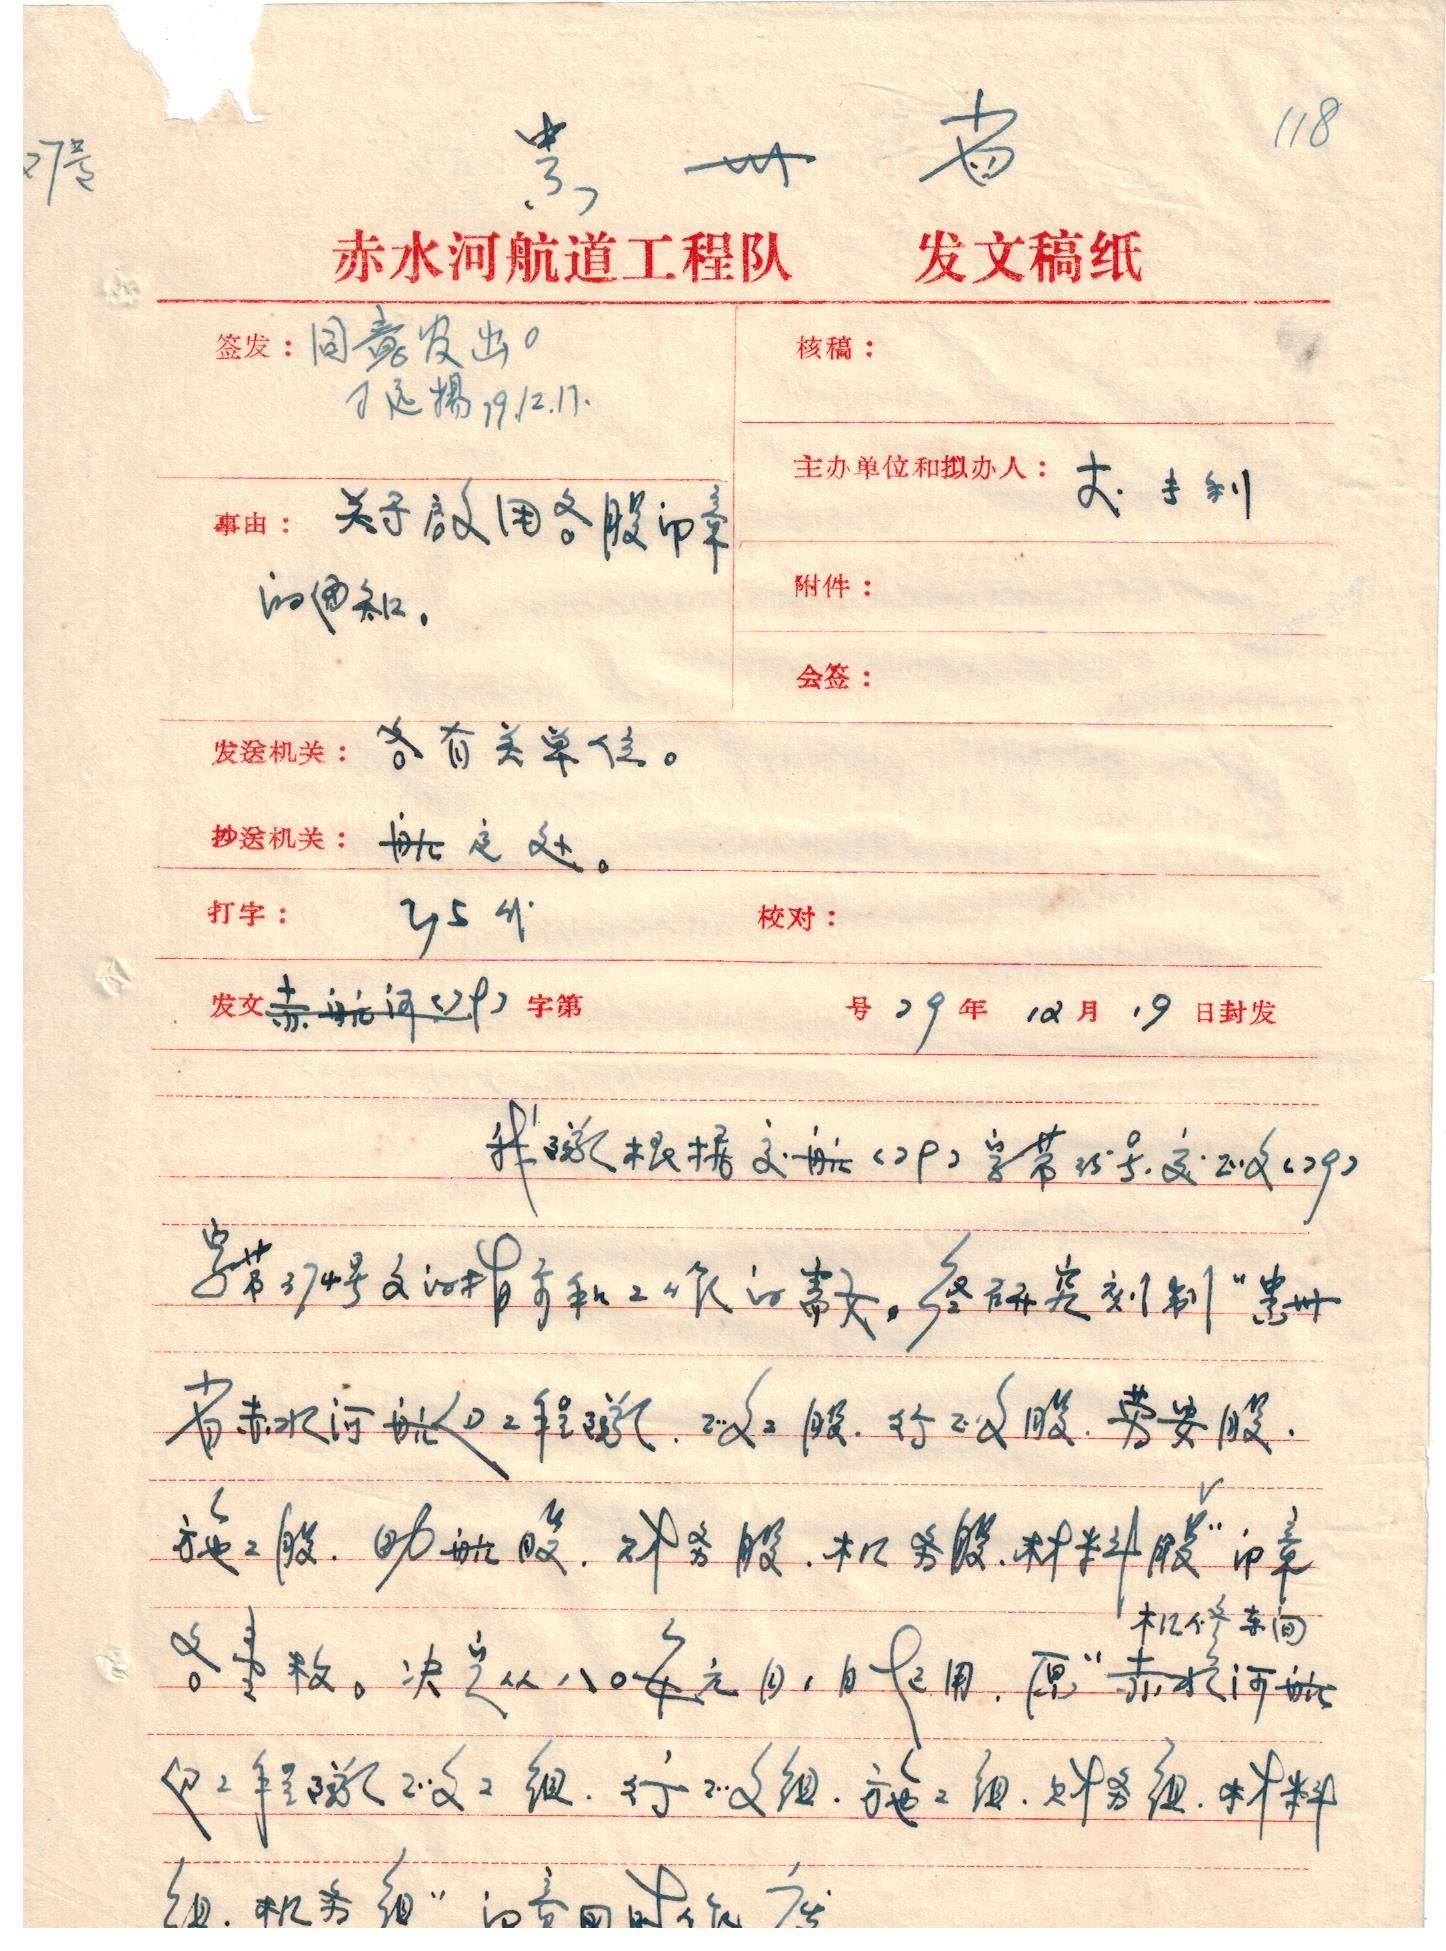 118
贵州省
赤水河航道工程队 发文稿纸
签发：同意发出。
丁延扬 79.12.17.
核稿：
主办单位和拟办人：
事由：关于启用各股印章
的通知。
附件：
会签：
发送机关：各有关单位。
抄送机关：航运处。
打字：
校对：
发文赤航河(79)字第 号 79年 12月 19日封发
我队根据交航(79)字第35号.交政(79)
字第374号文的精神和工作的需要。经研究刻制“贵州
省赤水河航道工程队.政工股.行政股.劳安股.
施工股.助航股.财务股.机务股.材料股”印章
机修车间
各壹枚。决定从八0年元月1日起用.原“赤水河航
道工程队政工组.行政组.施工组.财务组.材料
组.机务组”印章同时作废